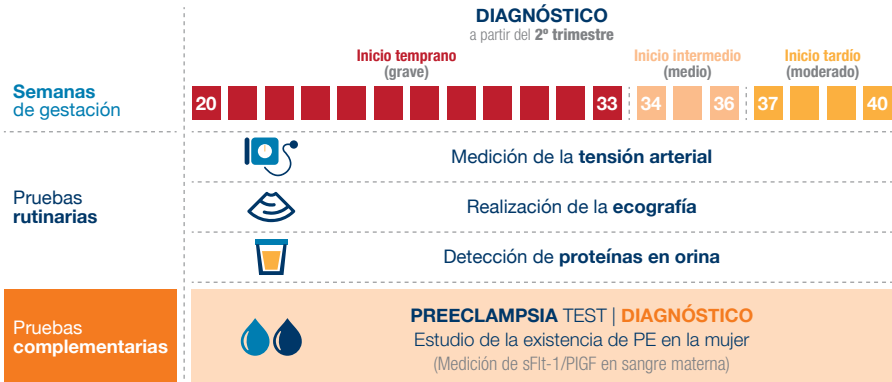 DIAGNÓSTICO
a partir del 2º trimestre
Inicio temprano
(grave)
Inicio intermedio
(medio)
Inicio tardío
(moderado)
Semanas
de gestación
20 33 34 36 37 40
Medición de la tensión arterial
Pruebas
rutinarias
Realización de la ecografía
Detección de proteínas en orina
Pruebas
complementarias
PREECLAMPSIA TEST | DIAGNÓSTICO
Estudio de la existencia de PE en la mujer
(Medición de sFlt-1/PlGF en sangre materna)